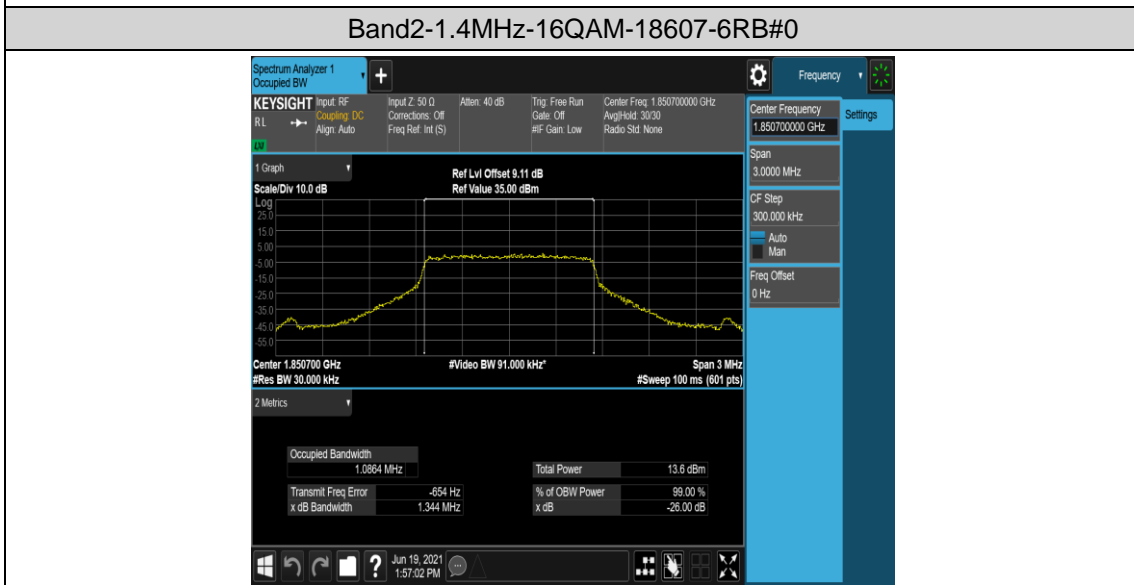 Band2-1.4MHz-16QAM-18607-6RB#0
Spectrum Analyzer 1
Occupied BW
Frequency
KEYSIGHT
RL
Input: RF
Coupling: DC
Align: Auto
Input Z: 50 Ω
Corrections: Off
Freq Ref: Int (S)
Atten: 40 dB
Trig: Free Run
Gate: Off
#IF Gain: Low
Center Freq: 1.850700000 GHz
Avg|Hold: 30/30
Radio Std: None
Center Frequency
1.850700000 GHz
Settings
Span
3.0000 MHz
CF Step
300.000 kHz
Auto
Man
Freq Offset
0 Hz
1 Graph
Scale/Div 10.0 dB
Ref Lvl Offset 9.11 dB
Ref Value 35.00 dBm
Log
25.0
15.0
5.00
-5.00
-15.0
-25.0
-35.0
-45.0
-55.0
Center 1.850700 GHz
#Res BW 30.000 kHz
#Video BW 91.000 kHz*
Span 3 MHz
#Sweep 100 ms (601 pts)
2 Metrics
Occupied Bandwidth
1.0864 MHz
Total Power 13.6 dBm
Transmit Freq Error -654 Hz
% of OBW Power 99.00 %
x dB Bandwidth 1.344 MHz
x dB -26.00 dB
Jun 19, 2021
1:57:02 PM